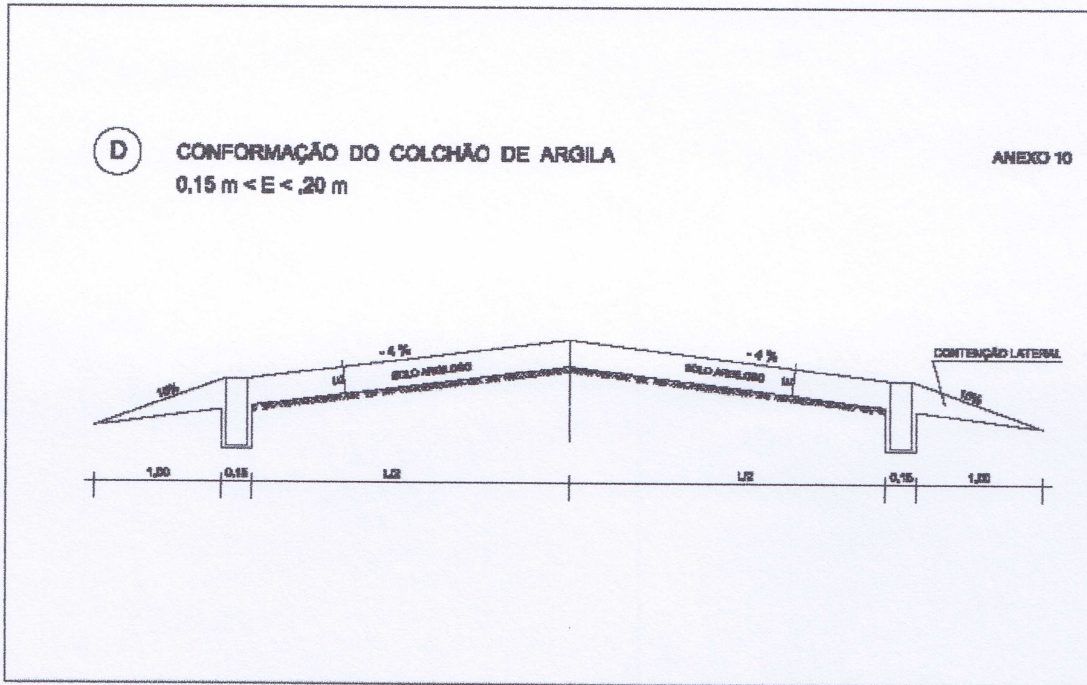 D
CONFORMAÇÃO DO COLCHÃO DE ARGILA
0,15 m < E < ,20 m
ANEXO 10
- 4 %
- 4 %
SOLO ARGILOSO
SOLO ARGILOSO
E
E
CONTENÇÃO LATERAL
1,00
0,15
L/2
L/2
0,15
1,00